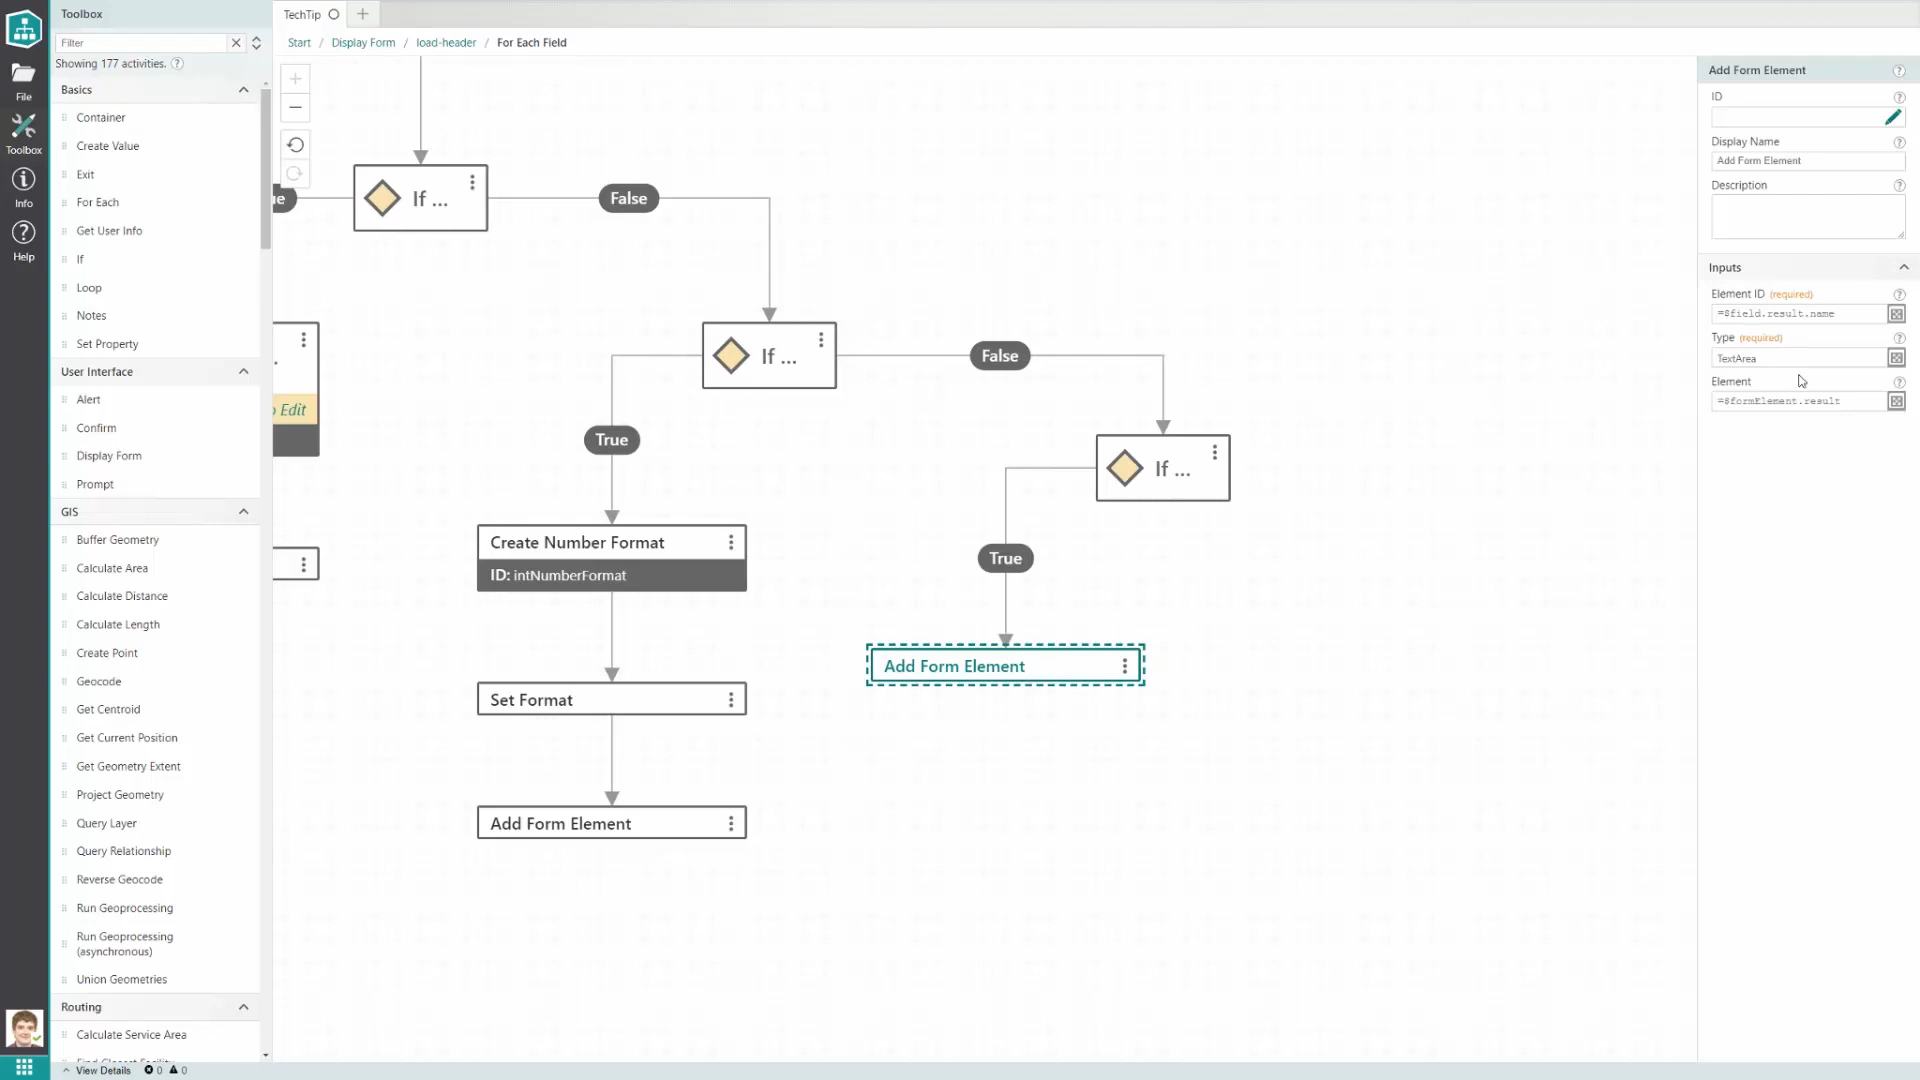 Toolbox
Filter
Showing 177 activities.
Basics
Container
Create Value
Exit
For Each
Get User Info
If
Loop
Notes
Set Property
User Interface
Alert
Confirm
Display Form
Prompt
GIS
Buffer Geometry
Calculate Area
Calculate Distance
Calculate Length
Create Point
Geocode
Get Centroid
Get Current Position
Get Geometry Extent
Project Geometry
Query Layer
Query Relationship
Reverse Geocode
Run Geoprocessing
Run Geoprocessing
(asynchronous)
Union Geometries
Routing
Calculate Service Area
File
Toolbox
Info
Help
View Details 0 0
TechTip
Start / Display Form / load-header / For Each Field
If ...
False
If ...
False
Edit
True
If ...
Create Number Format
ID: intNumberFormat
True
Add Form Element
Set Format
Add Form Element
Add Form Element
ID
Display Name
Add Form Element
Description
Inputs
Element ID (required)
=$field.result.name
Type (required)
TextArea
Element
=$formElement.result